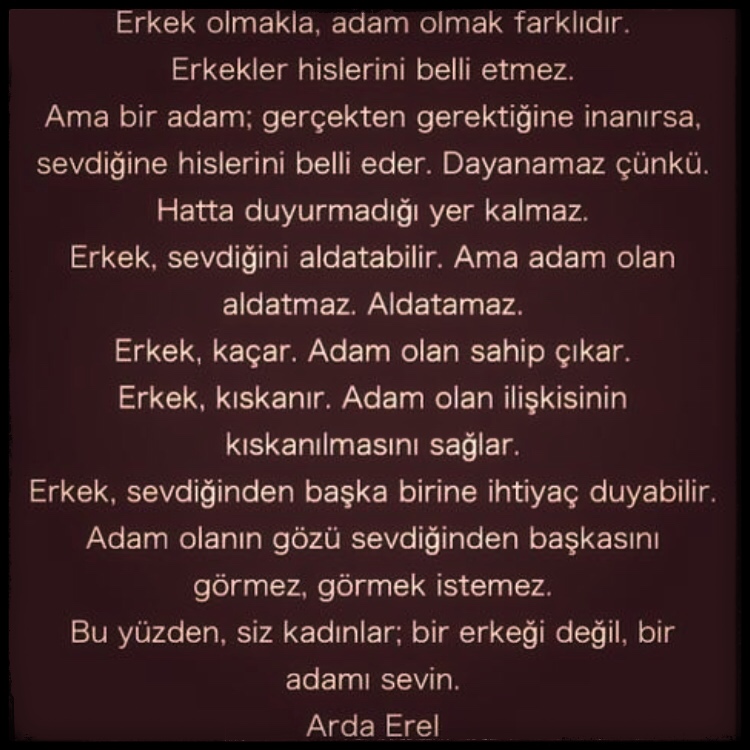 Erkek olmakla, adam olmak farklıdır.
Erkekler hislerini belli etmez.
Ama bir adam; gerçekten gerektiğine inanırsa,
sevdiğine hislerini belli eder. Dayanamaz çünkü.
Hatta duyurmadığı yer kalmaz.
Erkek, sevdiğini aldatabilir. Ama adam olan
aldatmaz. Aldatamaz.
Erkek, kaçar. Adam olan sahip çıkar.
Erkek, kıskanır. Adam olan ilişkisinin
kıskanılmasını sağlar.
Erkek, sevdiğinden başka birine ihtiyaç duyabilir.
Adam olanın gözü sevdiğinden başkasını
görmez, görmek istemez.
Bu yüzden, siz kadınlar; bir erkeği değil, bir
adamı sevin.
Arda Erel